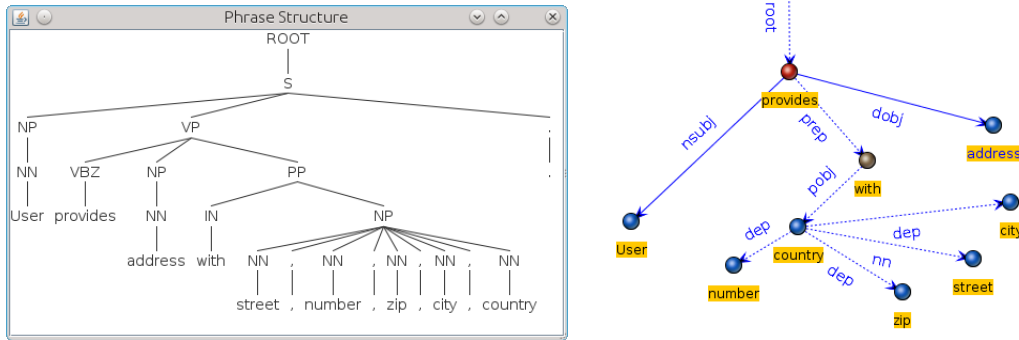 Phrase Structure
ROOT
S
NP VP .
NN VBZ NP PP .
User provides NN IN NP
address with NN , NN , NN , NN , NN
street , number , zip , city , country
root
provides
nsubj prep dobj
address
pobj with
User dep country dep city
number dep nn street
zip